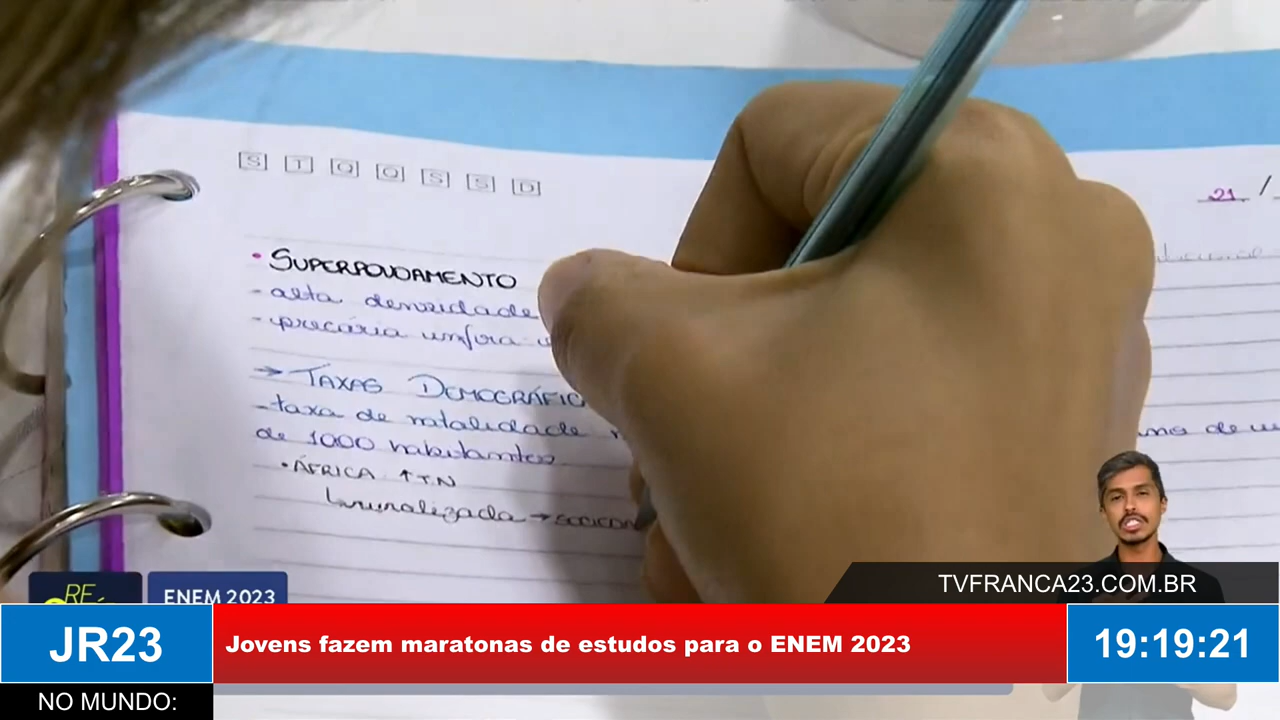 S T Q Q S S D
21 /
• SUPERPOVOAMENTO
- alta densidade
- precária infra
→ TAXAS DEMOGRÁFIC
- taxa de natalidade
de 1000 habitantes
• ÁFRICA ↑TN
ruralizada →
ENEM 2023
TVFRANCA23.COM.BR
JR23
Jovens fazem maratonas de estudos para o ENEM 2023
19:19:21
NO MUNDO: